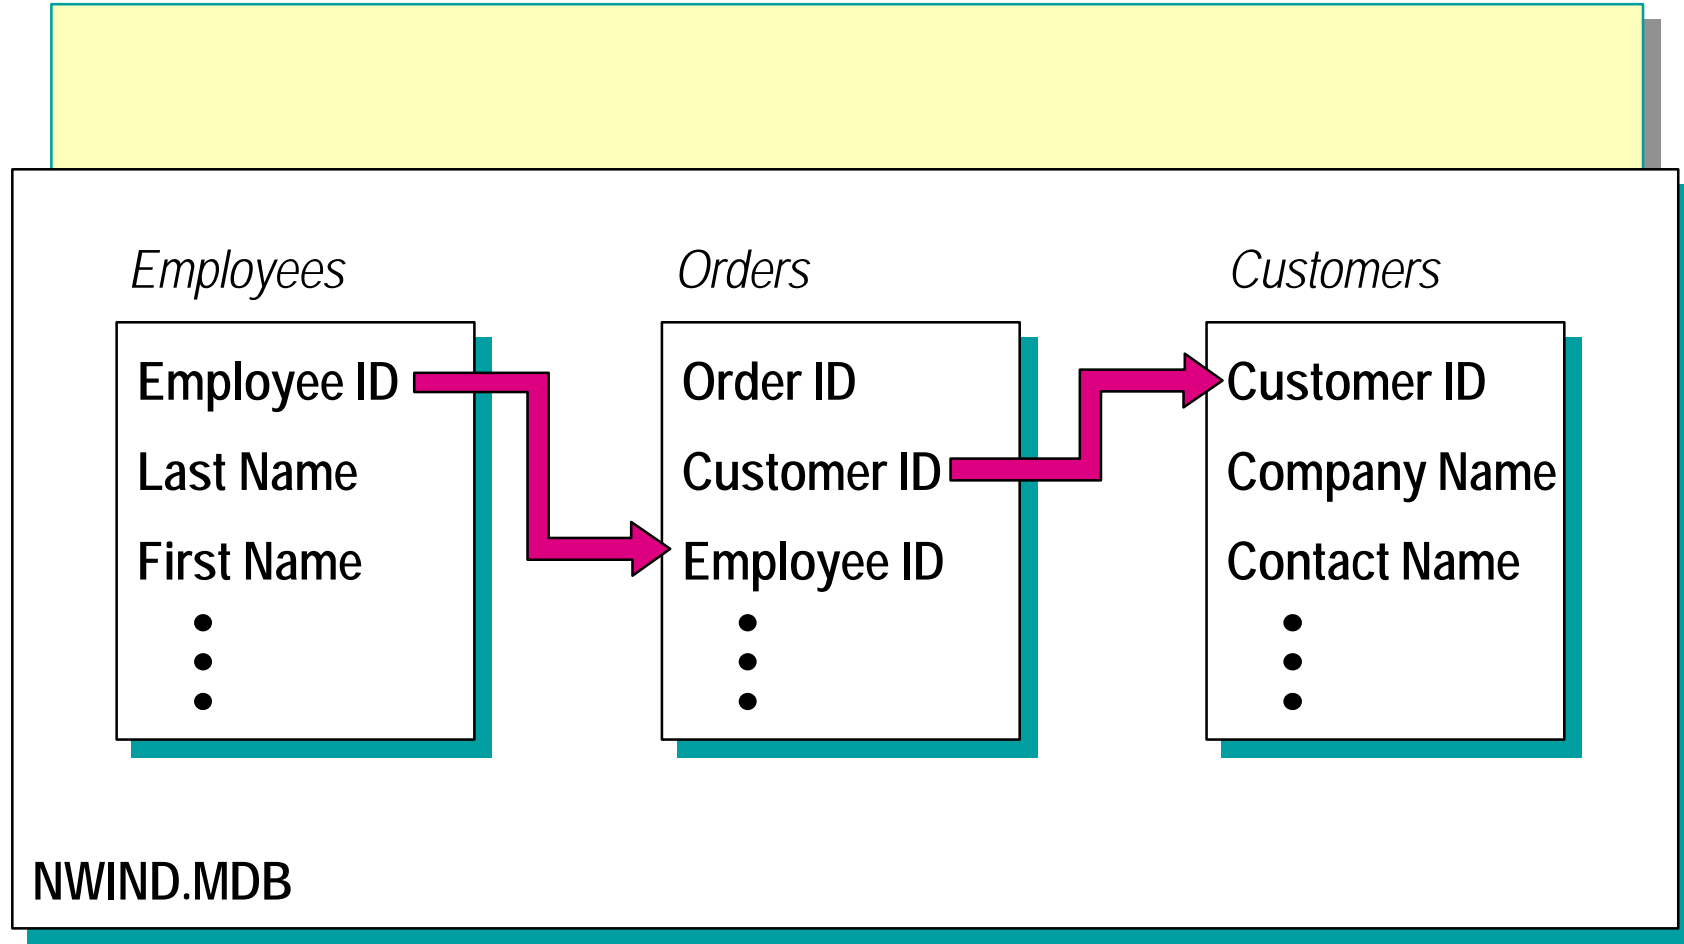 Employees
Employee ID
Last Name
First Name
Orders
Order ID
Customer ID
Employee ID
Customers
Customer ID
Company Name
Contact Name
NWIND.MDB